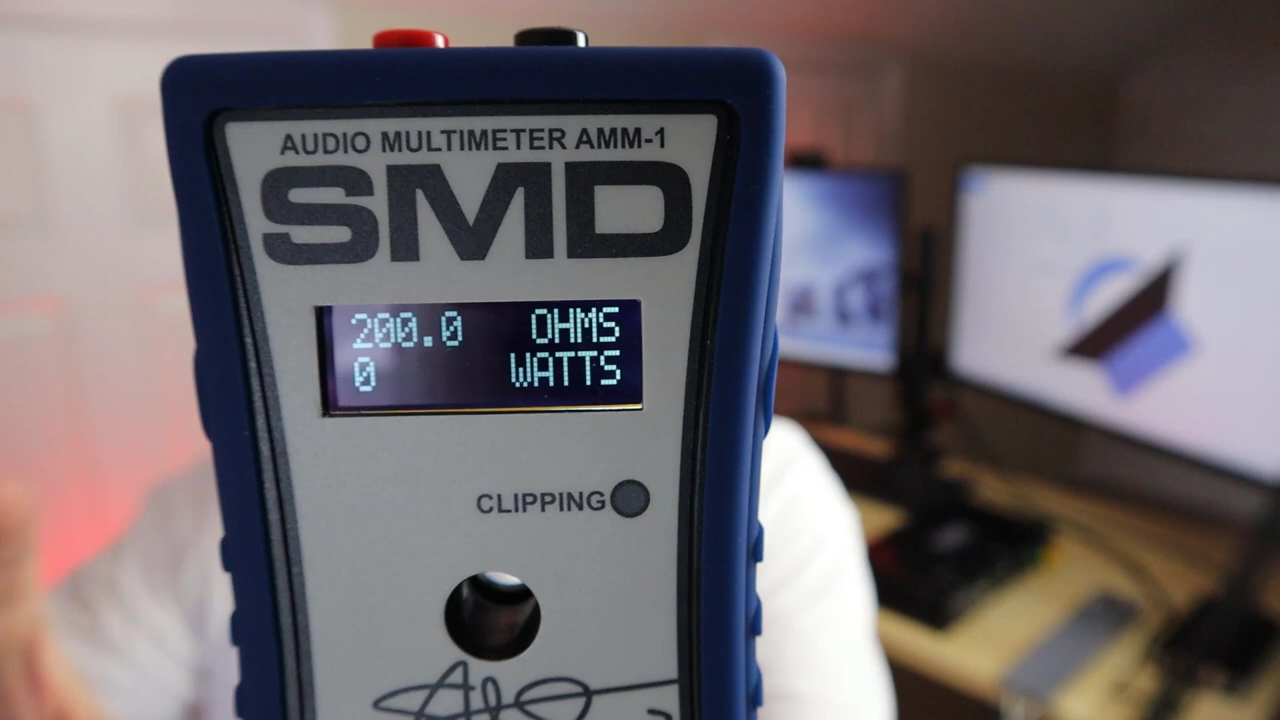 AUDIO MULTIMETER AMM-1
SMD
200.0 OHMS
0 WATTS
CLIPPING